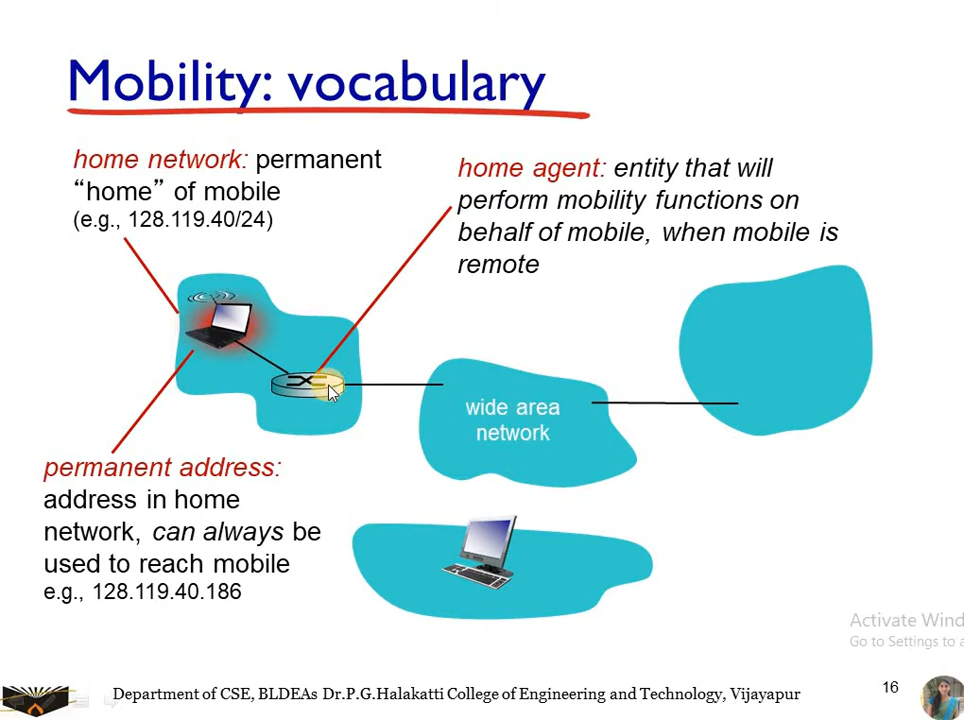 Mobility: vocabulary
home network: permanent
“home” of mobile
(e.g., 128.119.40/24)
home agent: entity that will
perform mobility functions on
behalf of mobile, when mobile is
remote
wide area
network
permanent address:
address in home
network, can always be
used to reach mobile
e.g., 128.119.40.186
Activate Wind
Go to Settings to a
Department of CSE, BLDEAs Dr.P.G.Halakatti College of Engineering and Technology, Vijayapur
16